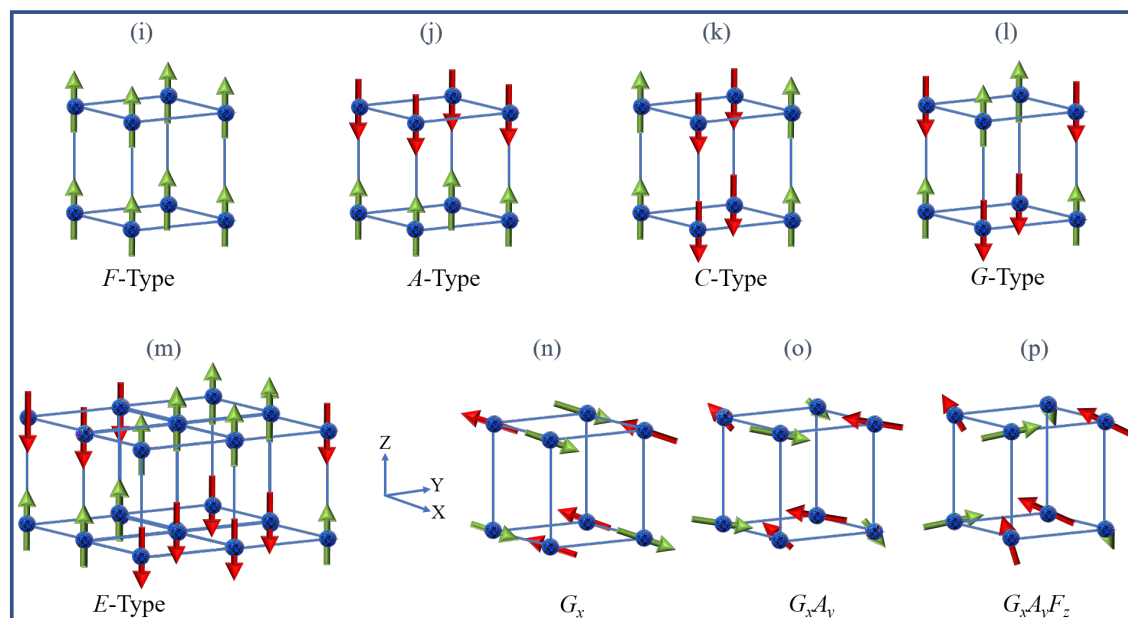 (i) (j) (k) (l)
F-Type A-Type C-Type G-Type
(m) (n) (o) (p)
Z
Y
X
E-Type Gx GxAy GxAyFz